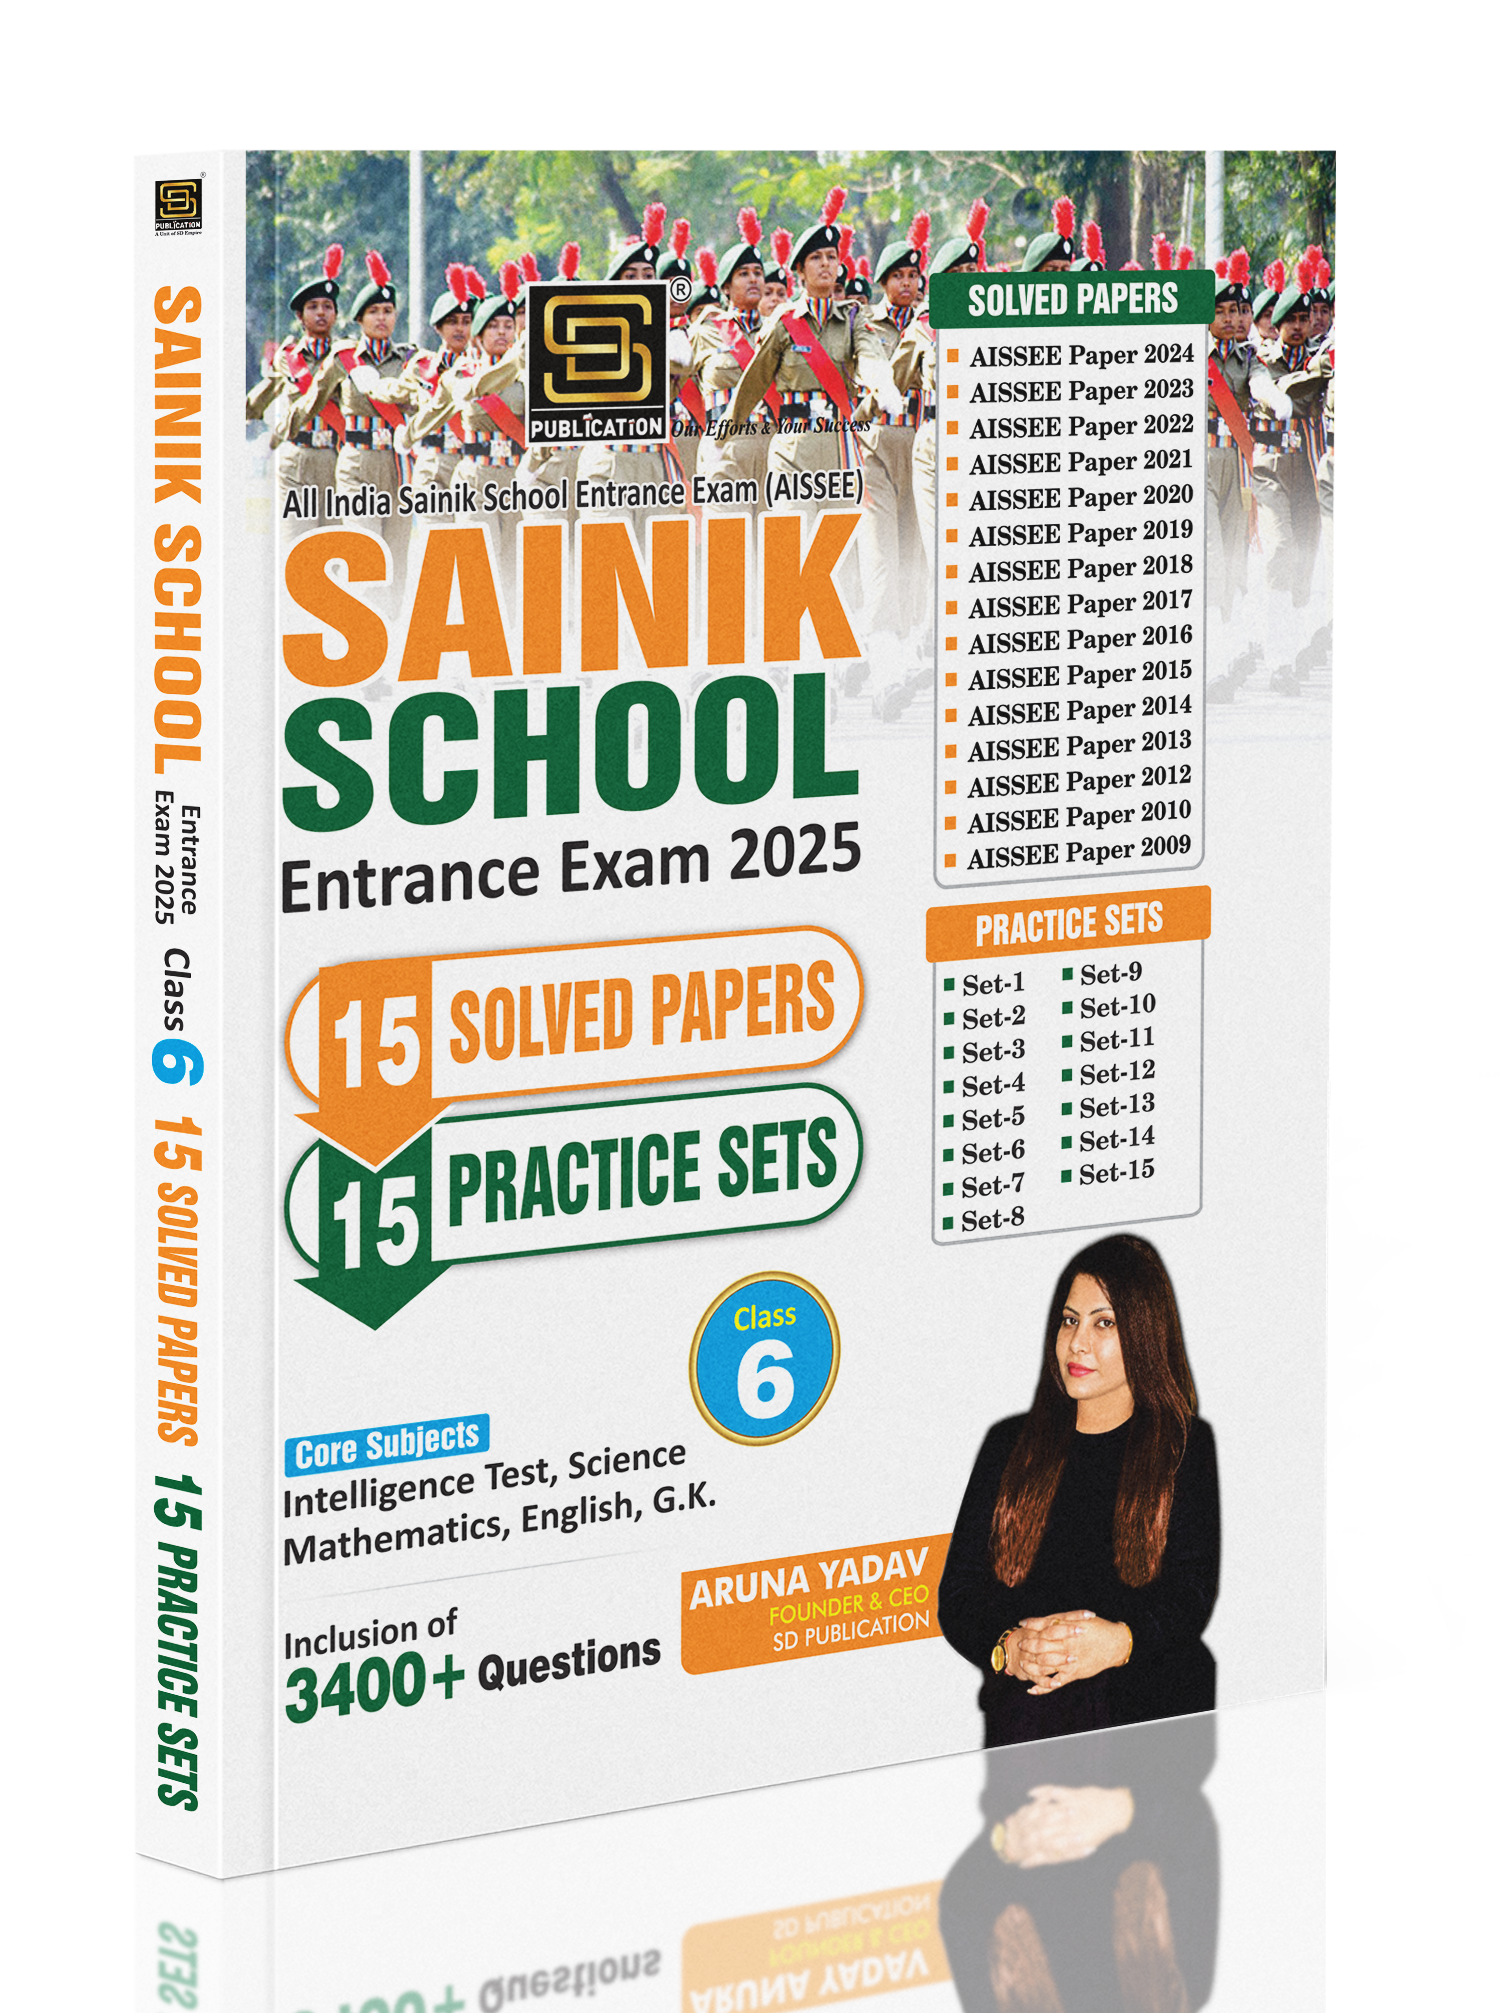 SD
PUBLICATION
A Unit of SD Empire
®
SAINIK SCHOOL
Entrance
Exam 2025
Class
6
15 SOLVED PAPERS
15 PRACTICE SETS
®
SD
PUBLICATION
Our Efforts & Your Success
All India Sainik School Entrance Exam (AISSEE)
SAINIK
SCHOOL
Entrance Exam 2025
15 SOLVED PAPERS
15 PRACTICE SETS
Class
6
Core Subjects
Intelligence Test, Science
Mathematics, English, G.K.
Inclusion of
3400+ Questions
ARUNA YADAV
FOUNDER & CEO
SD PUBLICATION
SOLVED PAPERS
AISSEE Paper 2024
AISSEE Paper 2023
AISSEE Paper 2022
AISSEE Paper 2021
AISSEE Paper 2020
AISSEE Paper 2019
AISSEE Paper 2018
AISSEE Paper 2017
AISSEE Paper 2016
AISSEE Paper 2015
AISSEE Paper 2014
AISSEE Paper 2013
AISSEE Paper 2012
AISSEE Paper 2010
AISSEE Paper 2009
PRACTICE SETS
Set-1
Set-2
Set-3
Set-4
Set-5
Set-6
Set-7
Set-8
Set-9
Set-10
Set-11
Set-12
Set-13
Set-14
Set-15